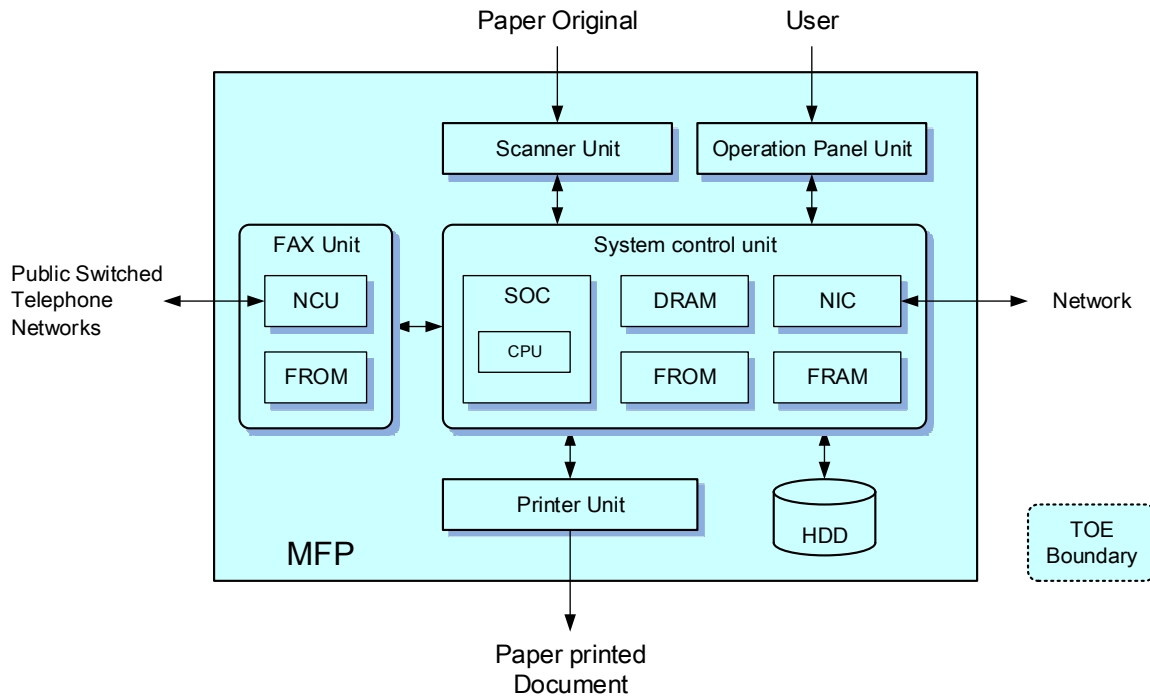 Paper Original
User
Scanner Unit
Operation Panel Unit
FAX Unit
System control unit
Public Switched
Telephone
Networks
NCU
SOC
DRAM
NIC
Network
CPU
FROM
FROM
FRAM
Printer Unit
HDD
MFP
TOE
Boundary
Paper printed
Document